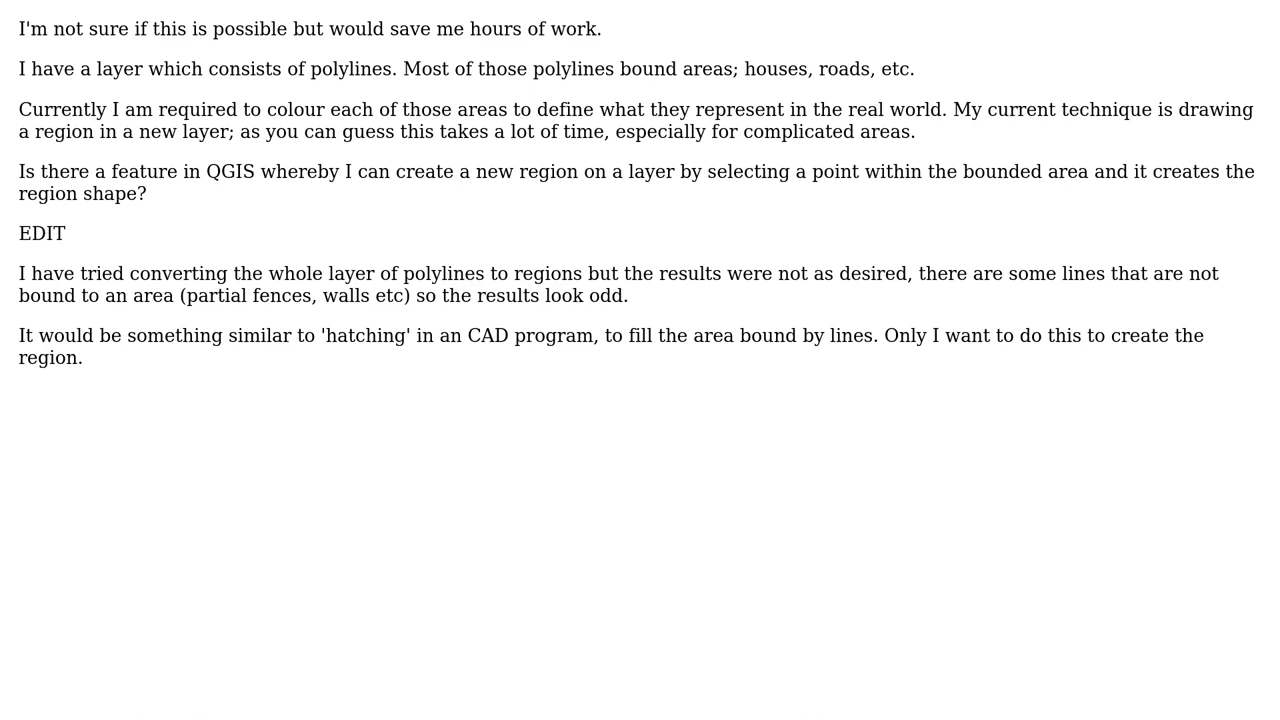 I'm not sure if this is possible but would save me hours of work.
I have a layer which consists of polylines. Most of those polylines bound areas; houses, roads, etc.
Currently I am required to colour each of those areas to define what they represent in the real world. My current technique is drawing
a region in a new layer; as you can guess this takes a lot of time, especially for complicated areas.
Is there a feature in QGIS whereby I can create a new region on a layer by selecting a point within the bounded area and it creates the
region shape?
EDIT
I have tried converting the whole layer of polylines to regions but the results were not as desired, there are some lines that are not
bound to an area (partial fences, walls etc) so the results look odd.
It would be something similar to 'hatching' in an CAD program, to fill the area bound by lines. Only I want to do this to create the
region.